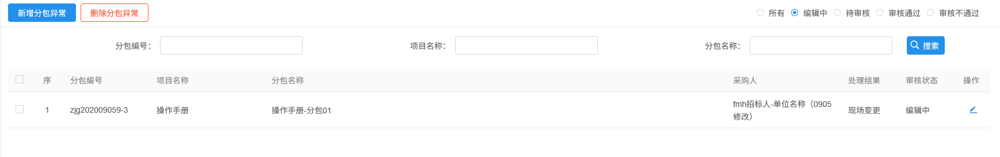 新增分包异常 删除分包异常 所有 编辑中 待审核 审核通过 审核不通过
分包编号： 项目名称： 分包名称： 搜索
序 分包编号 项目名称 分包名称 采购人 处理结果 审核状态 操作
1 zjg202009059-3 操作手册 操作手册-分包01 fmh招标人-单位名称（0905 现场变更 编辑中
修改）